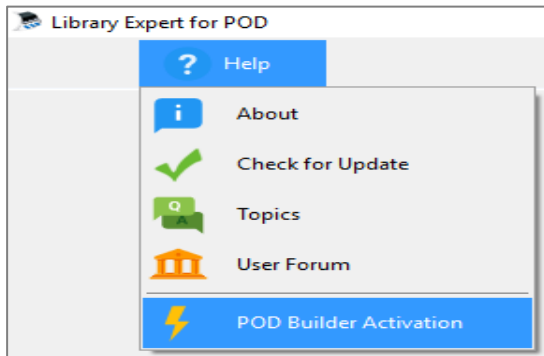 Library Expert for POD
? Help
i About
Check for Update
Q A Topics
User Forum
POD Builder Activation